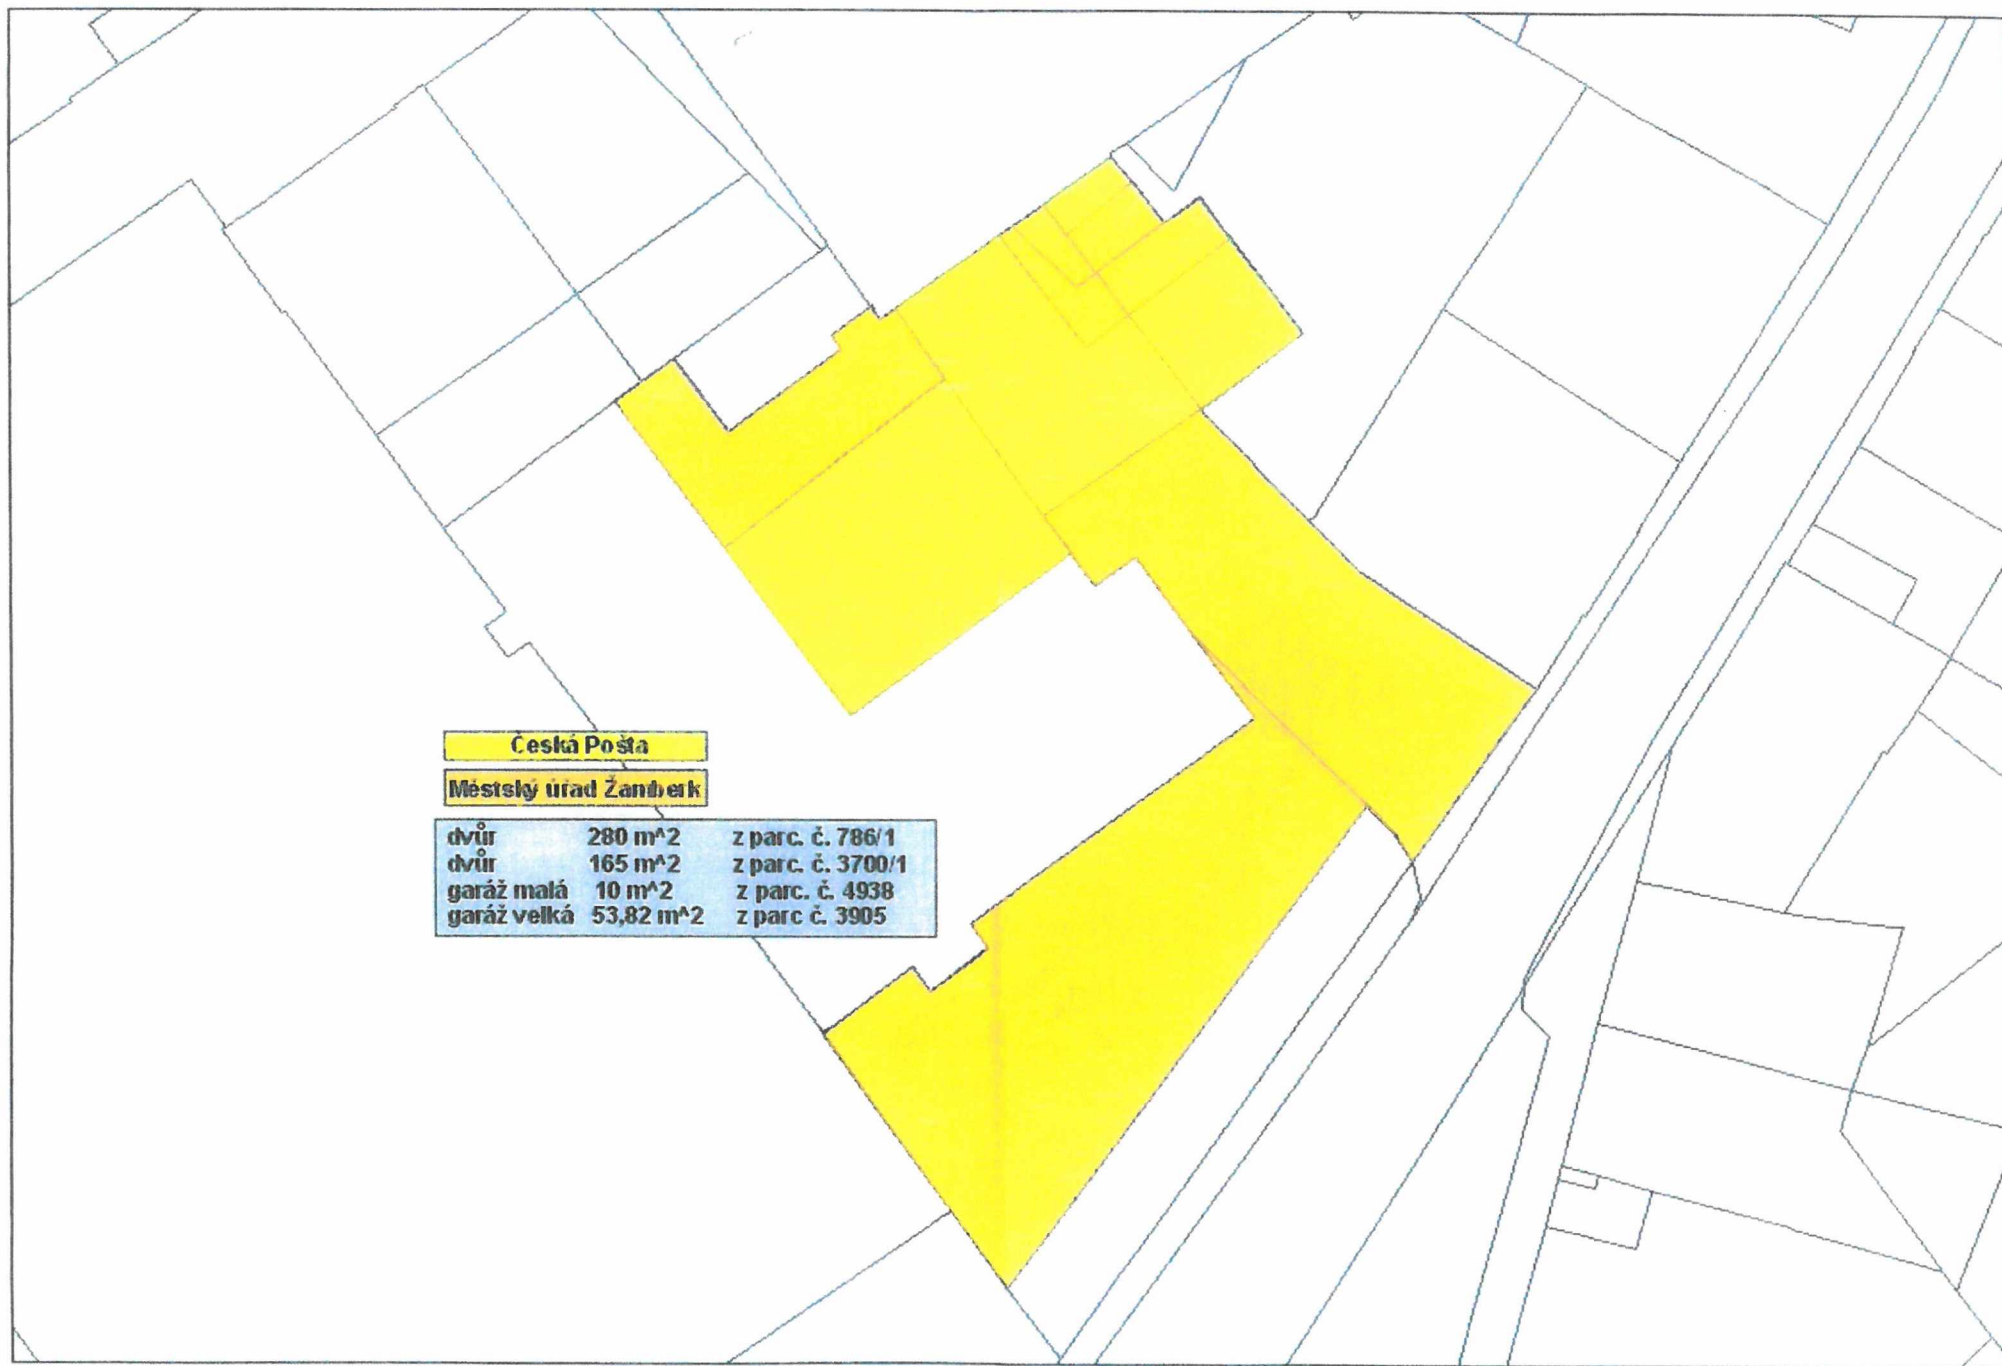 Česká Pošta
Městský úřad Žamberk
dvůr 280 m^2 z parc. č. 786/1
dvůr 165 m^2 z parc. č. 3700/1
garáž malá 10 m^2 z parc. č. 4938
garáž velká 53,82 m^2 z parc č. 3905